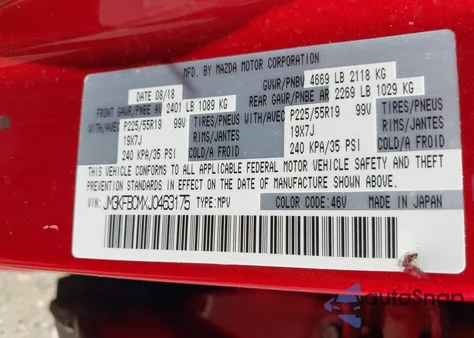 MFD. BY MAZDA MOTOR CORPORATION
DATE 08/18 GVWR/PNBV 4669 LB 2118 KG
FRONT GAWR/PNBE AV 2401 LB 1089 KG REAR GAWR/PNBE AR 2269 LB 1029 KG
WITH/AVEC P225/55R19 99V TIRES/PNEUS WITH/AVEC P225/55R19 99V TIRES/PNEUS
19X7J RIMS/JANTES 19X7J RIMS/JANTES
240 KPA/35 PSI COLD/A FROID 240 KPA/35 PSI COLD/A FROID
THIS VEHICLE CONFORMS TO ALL APPLICABLE FEDERAL MOTOR VEHICLE SAFETY AND THEFT
PREVENTION STANDARDS IN EFFECT ON THE DATE OF MANUFACTURE SHOWN ABOVE.
VIN: JM3KFBCMXJ0463175 TYPE: MPV COLOR CODE: 46V MADE IN JAPAN
autoSnap